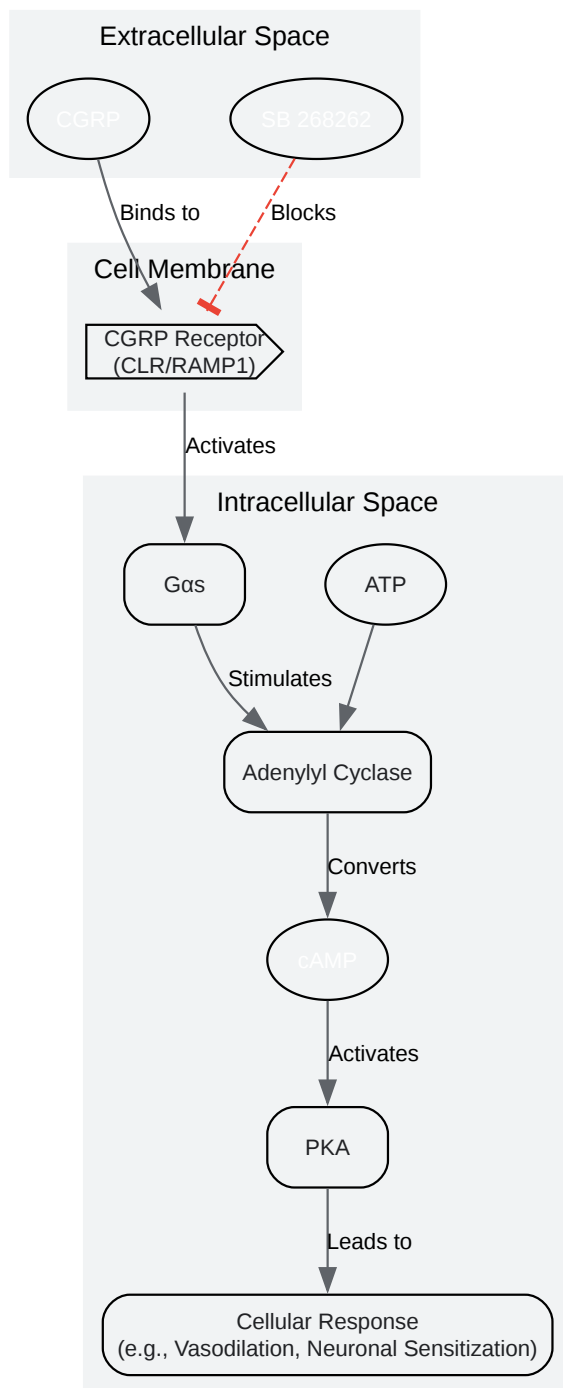 Extracellular Space
CGRP
SB 268262
Binds to
Blocks
Cell Membrane
CGRP Receptor
(CLR/RAMP1)
Activates
Intracellular Space
Gαs
ATP
Stimulates
Adenylyl Cyclase
Converts
cAMP
Activates
PKA
Leads to
Cellular Response
(e.g., Vasodilation, Neuronal Sensitization)